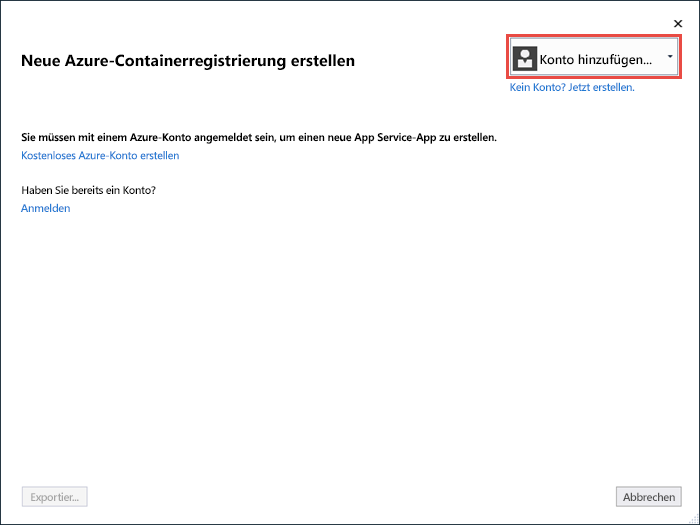 Neue Azure-Containerregistrierung erstellen
Konto hinzufügen...
Kein Konto? Jetzt erstellen.
Sie müssen mit einem Azure-Konto angemeldet sein, um einen neue App Service-App zu erstellen.
Kostenloses Azure-Konto erstellen
Haben Sie bereits ein Konto?
Anmelden
Exportier...
Abbrechen